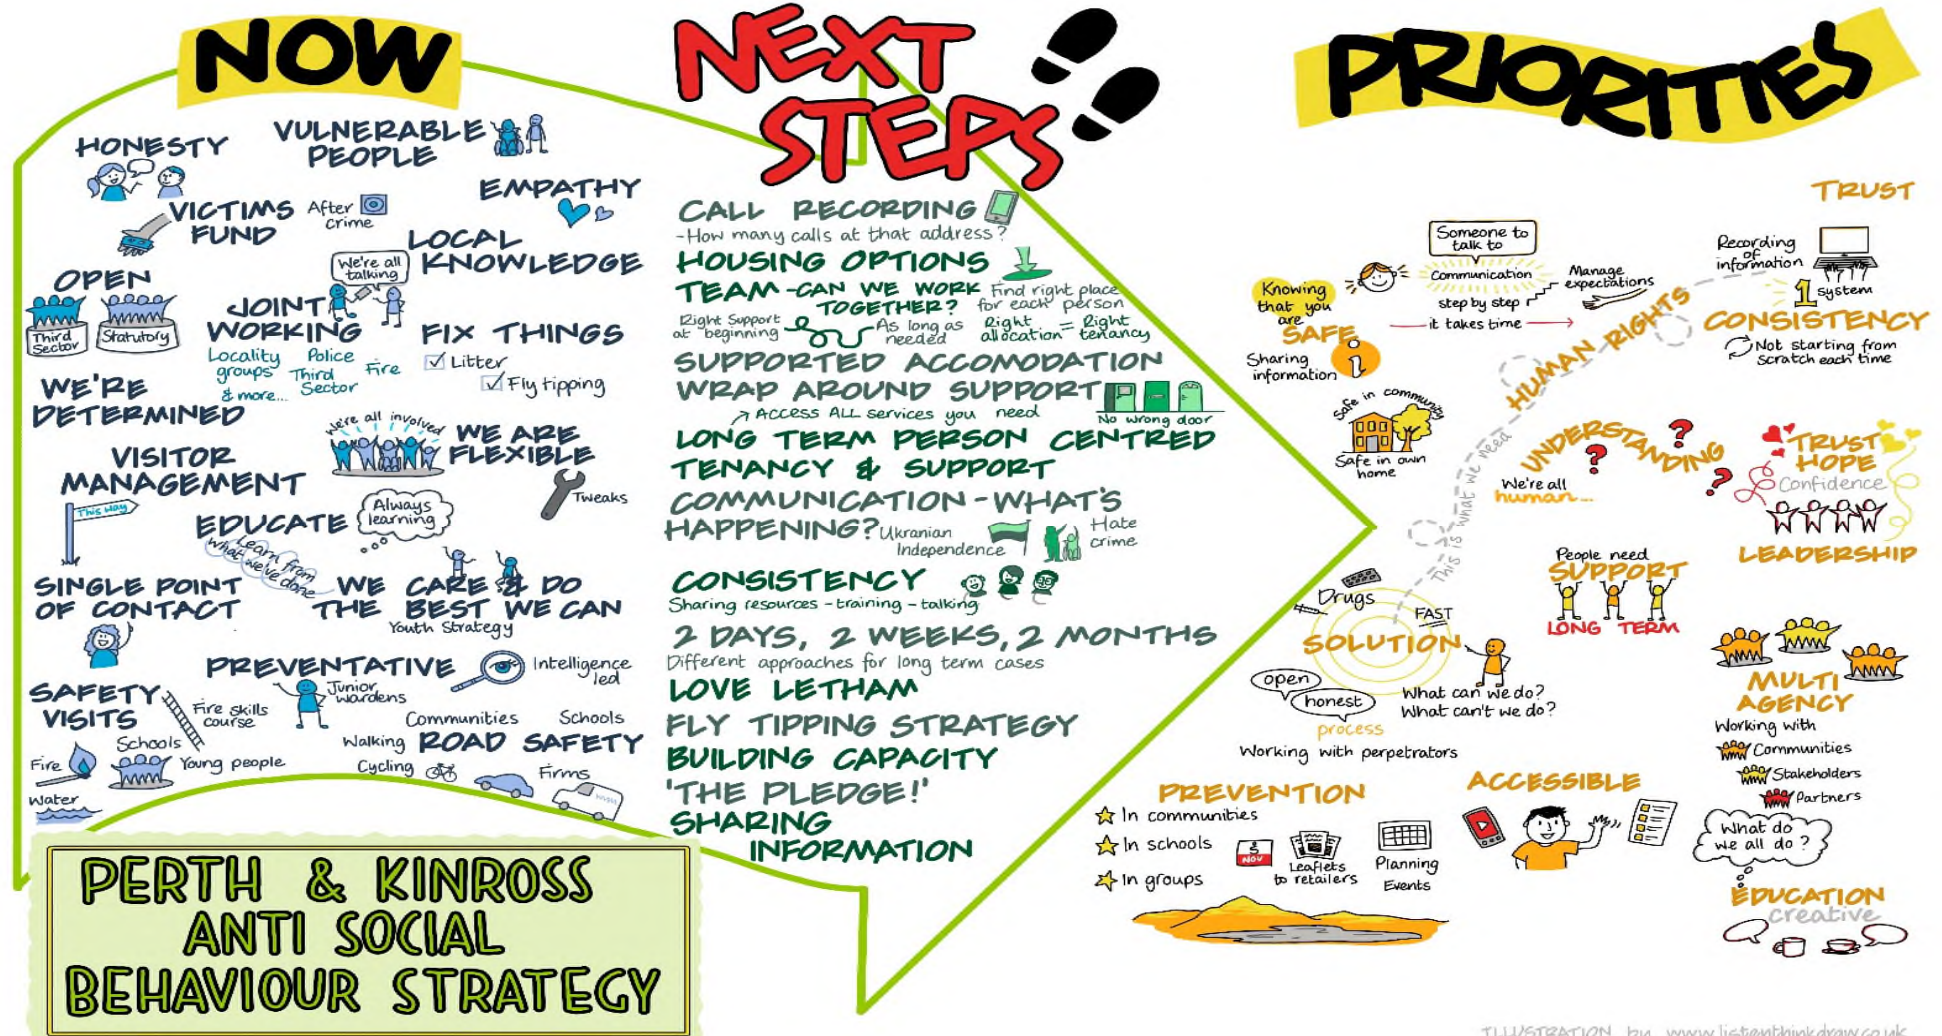 NOW
HONESTY
VULNERABLE
PEOPLE
EMPATHY
VICTIMS
FUND
After
crime
LOCAL
KNOWLEDGE
We're all
talking
OPEN
Third
Sector
Statutory
JOINT
WORKING
Locality
groups
Police
Third
Sector
Fire
& more...
FIX THINGS
Litter
Fly tipping
WE'RE
DETERMINED
We're all involved
WE ARE
FLEXIBLE
Tweaks
VISITOR
MANAGEMENT
This way
EDUCATE
Always
learning
Learn from
what we've done
SINGLE POINT
OF CONTACT
WE CARE & DO
THE BEST WE CAN
Youth Strategy
PREVENTATIVE
Intelligence
led
Junior
wardens
SAFETY
VISITS
Fire skills
course
Schools
Young people
Fire
Water
Communities
Schools
Walking
ROAD SAFETY
Cycling
Firms
PERTH & KINROSS
ANTI SOCIAL
BEHAVIOUR STRATEGY
NEXT
STEPS
CALL RECORDING
-How many calls at that address?
HOUSING OPTIONS
TEAM-CAN WE WORK
TOGETHER?
Find right place
for each person
Right Support
at beginning
As long as
needed
Right
allocation
=
Right
tenancy
SUPPORTED ACCOMODATION
WRAP AROUND SUPPORT
ACCESS ALL services you need
No wrong door
LONG TERM PERSON CENTRED
TENANCY & SUPPORT
COMMUNICATION-WHAT'S
HAPPENING?
Ukranian
Independence
Hate
crime
CONSISTENCY
Sharing resources - training - talking
2 DAYS, 2 WEEKS, 2 MONTHS
Different approaches for long term cases
LOVE LETHAM
FLY TIPPING STRATEGY
BUILDING CAPACITY
'THE PLEDGE!'
SHARING
INFORMATION
PRIORITIES
TRUST
Someone to
talk to
Communication
step by step
it takes time
Manage
expectations
Knowing
that you
are
SAFE
Sharing
information
i
Safe in community
Safe in own
home
Recording
of
information
1
system
CONSISTENCY
Not starting from
scratch each time
HUMAN RIGHTS
This is what we need
UNDERSTANDING
? ? ?
We're all
human...
TRUST
HOPE
Confidence
LEADERSHIP
People need
SUPPORT
LONG TERM
Drugs
FAST
SOLUTION
open
honest
process
What can we do?
What can't we do?
Working with perpetrators
MULTI
AGENCY
Working with
Communities
Stakeholders
Partners
PREVENTION
In communities
In schools
In groups
5
NOV
Leaflets
to retailers
Planning
Events
ACCESSIBLE
What do
we all do?
EDUCATION
creative
ILLUSTRATION by www.listenthinkdraw.co.uk